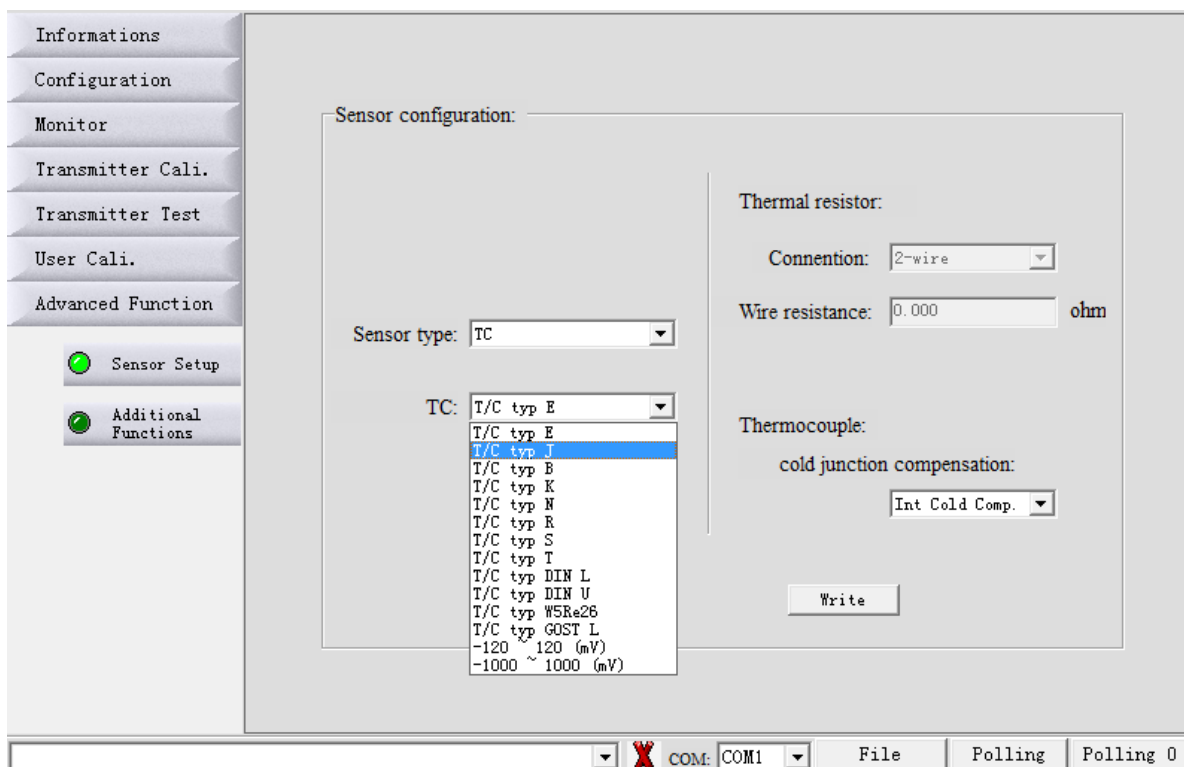 Informations
Configuration
Monitor
Transmitter Cali.
Transmitter Test
User Cali.
Advanced Function
Sensor Setup
Additional
Functions
Sensor configuration:
Sensor type: TC
TC: T/C typ E
T/C typ E
T/C typ J
T/C typ B
T/C typ K
T/C typ N
T/C typ R
T/C typ S
T/C typ T
T/C typ DIN L
T/C typ DIN U
T/C typ W5Re26
T/C typ GOST L
-120 ~ 120 (mV)
-1000 ~ 1000 (mV)
Thermal resistor:
Connention: 2-wire
Wire resistance: 0.000 ohm
Thermocouple:
cold junction compensation:
Int Cold Comp.
Write
COM: COM1 File Polling Polling 0